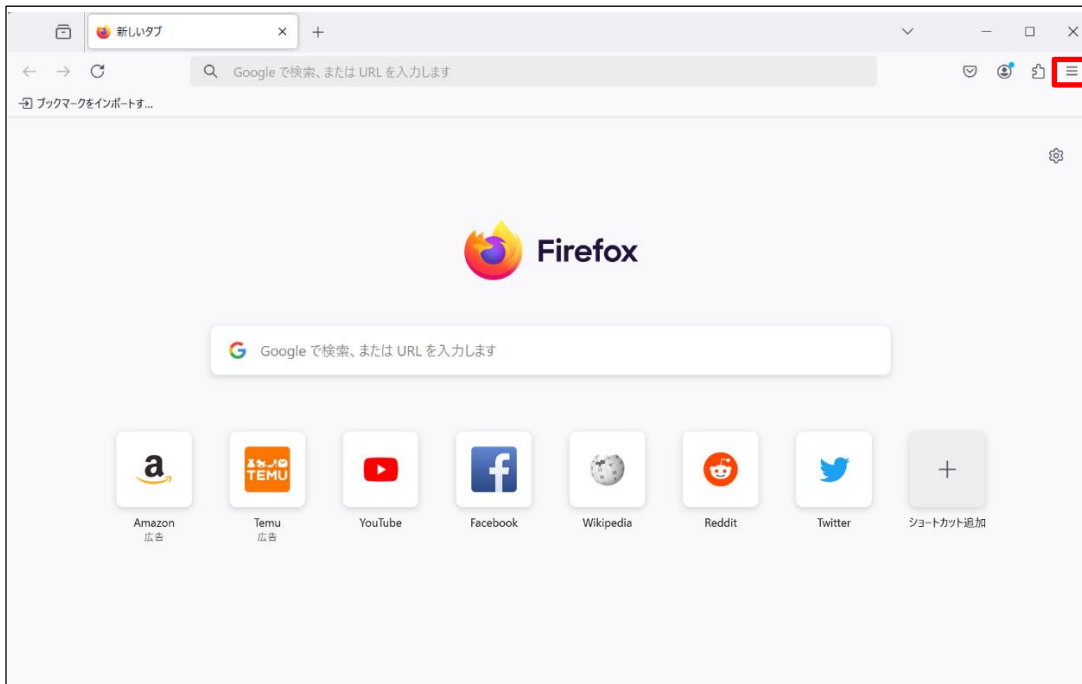 新しいタブ
Google で検索、または URL を入力します
ブックマークをインポートす...
Firefox
Google で検索、または URL を入力します
a
TEMU
f
Amazon
広告
Temu
広告
YouTube
Facebook
Wikipedia
Reddit
Twitter
ショートカット追加